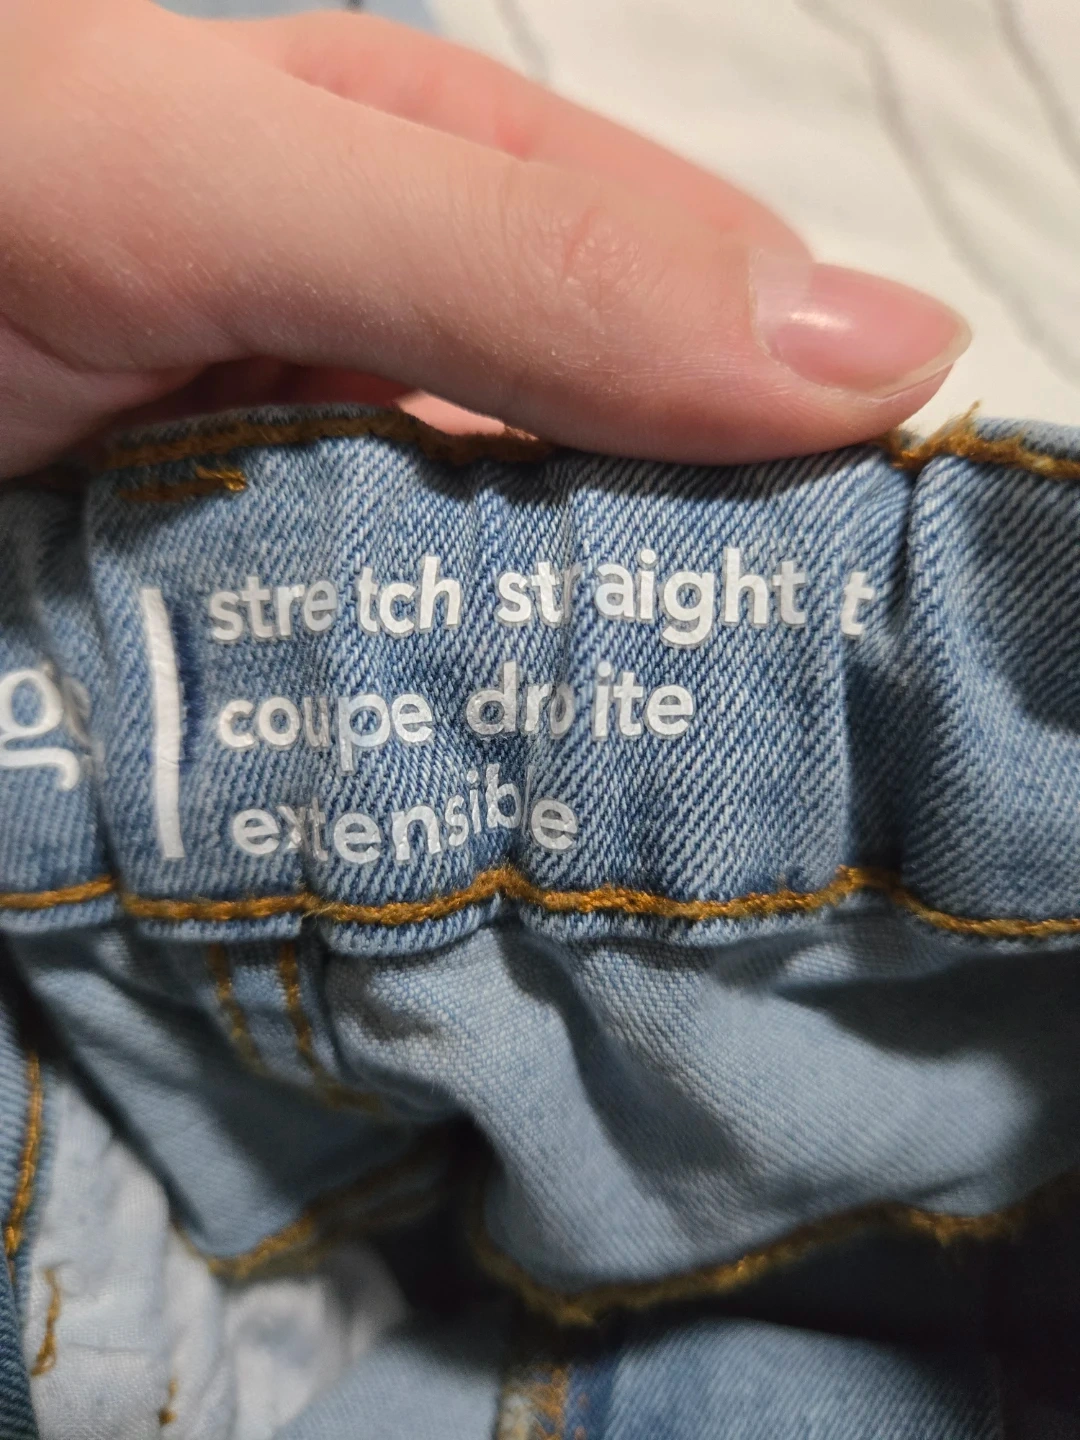 stretch straight t
coupe droite
extensible